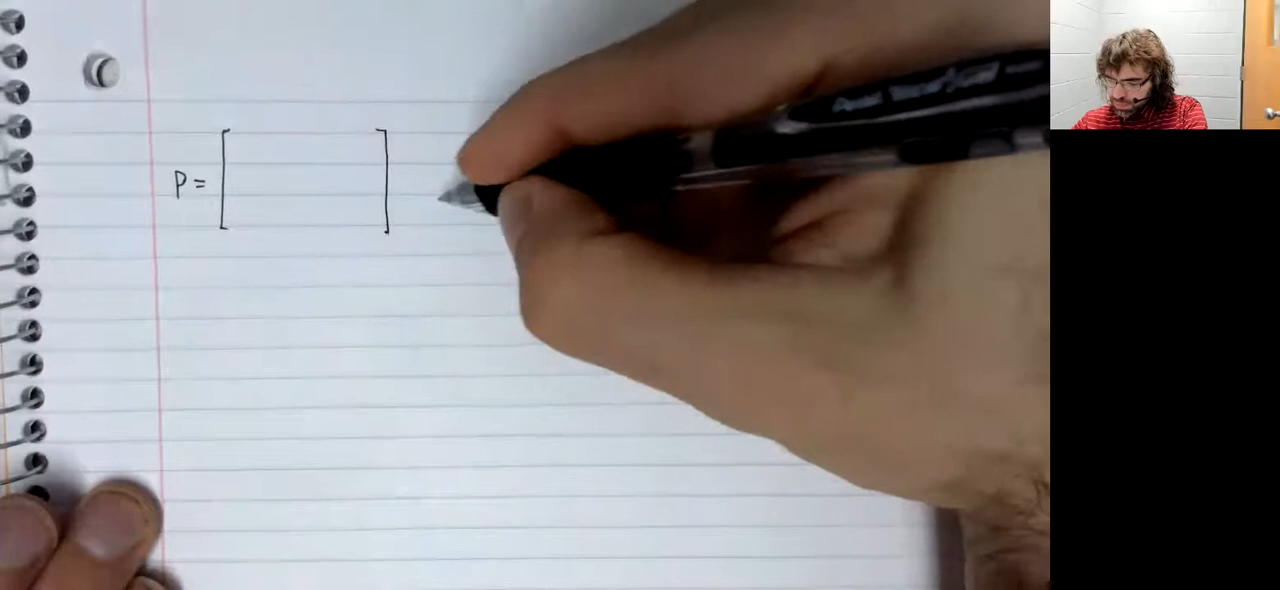 P = [ ]